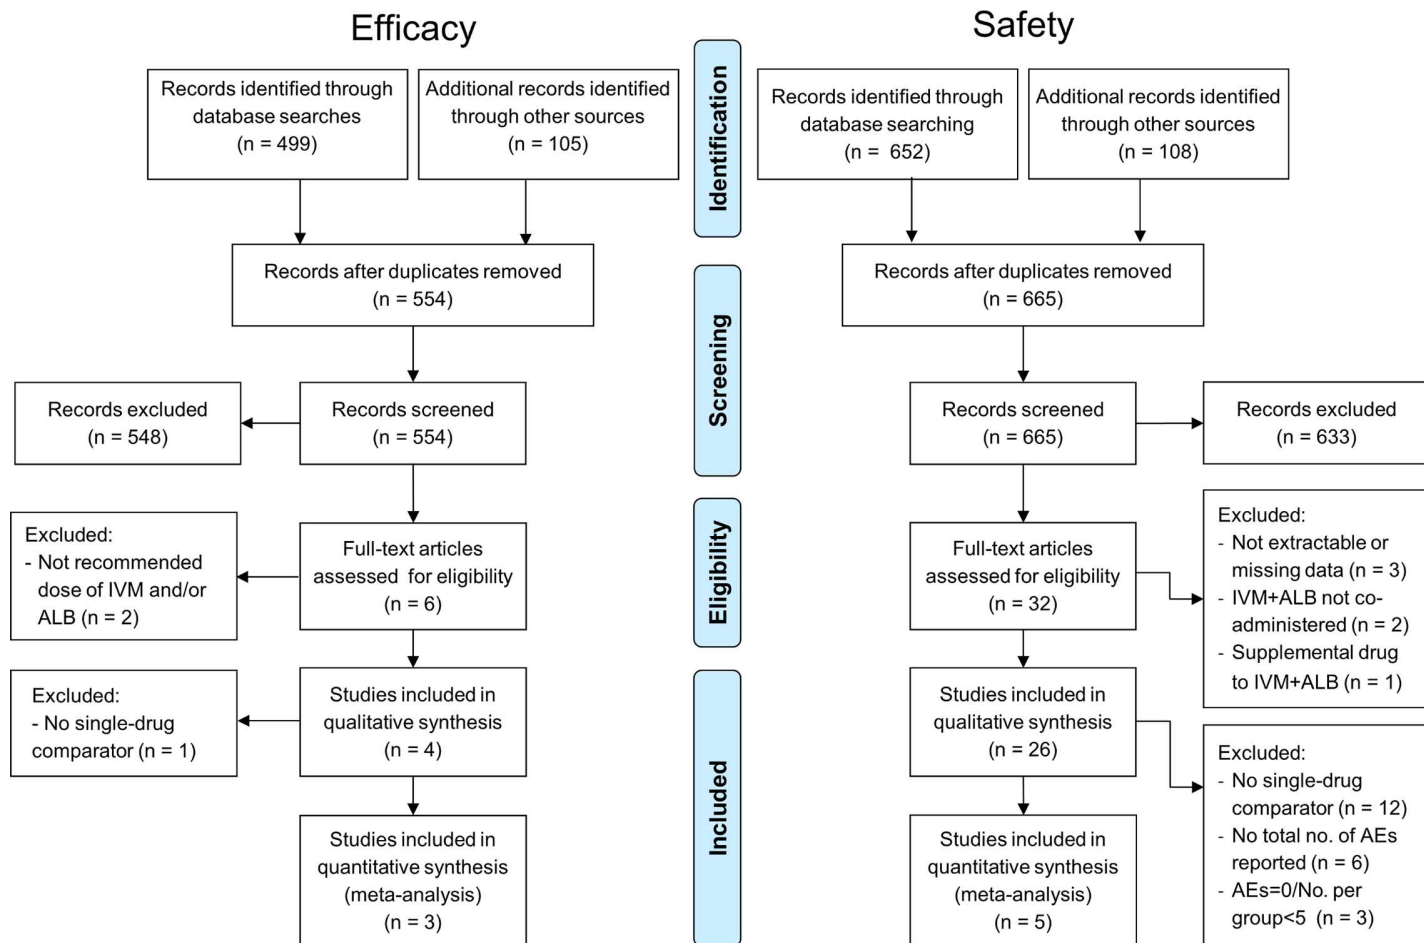 Efficacy
Safety
Identification
Records identified through
database searches
(n = 499)
Additional records identified
through other sources
(n = 105)
Records identified through
database searching
(n = 652)
Additional records identified
through other sources
(n = 108)
Screening
Records after duplicates removed
(n = 554)
Records after duplicates removed
(n = 665)
Records excluded
(n = 548)
Records screened
(n = 554)
Records screened
(n = 665)
Records excluded
(n = 633)
Eligibility
Excluded:
- Not recommended
dose of IVM and/or
ALB (n = 2)
Full-text articles
assessed for eligibility
(n = 6)
Full-text articles
assessed for eligibility
(n = 32)
Excluded:
- Not extractable or
missing data (n = 3)
- IVM+ALB not co-
administered (n = 2)
- Supplemental drug
to IVM+ALB (n = 1)
Included
Excluded:
- No single-drug
comparator (n = 1)
Studies included in
qualitative synthesis
(n = 4)
Studies included in
qualitative synthesis
(n = 26)
Excluded:
- No single-drug
comparator (n = 12)
- No total no. of AEs
reported (n = 6)
- AEs=0/No. per
group<5 (n = 3)
Studies included in
quantitative synthesis
(meta-analysis)
(n = 3)
Studies included in
quantitative synthesis
(meta-analysis)
(n = 5)